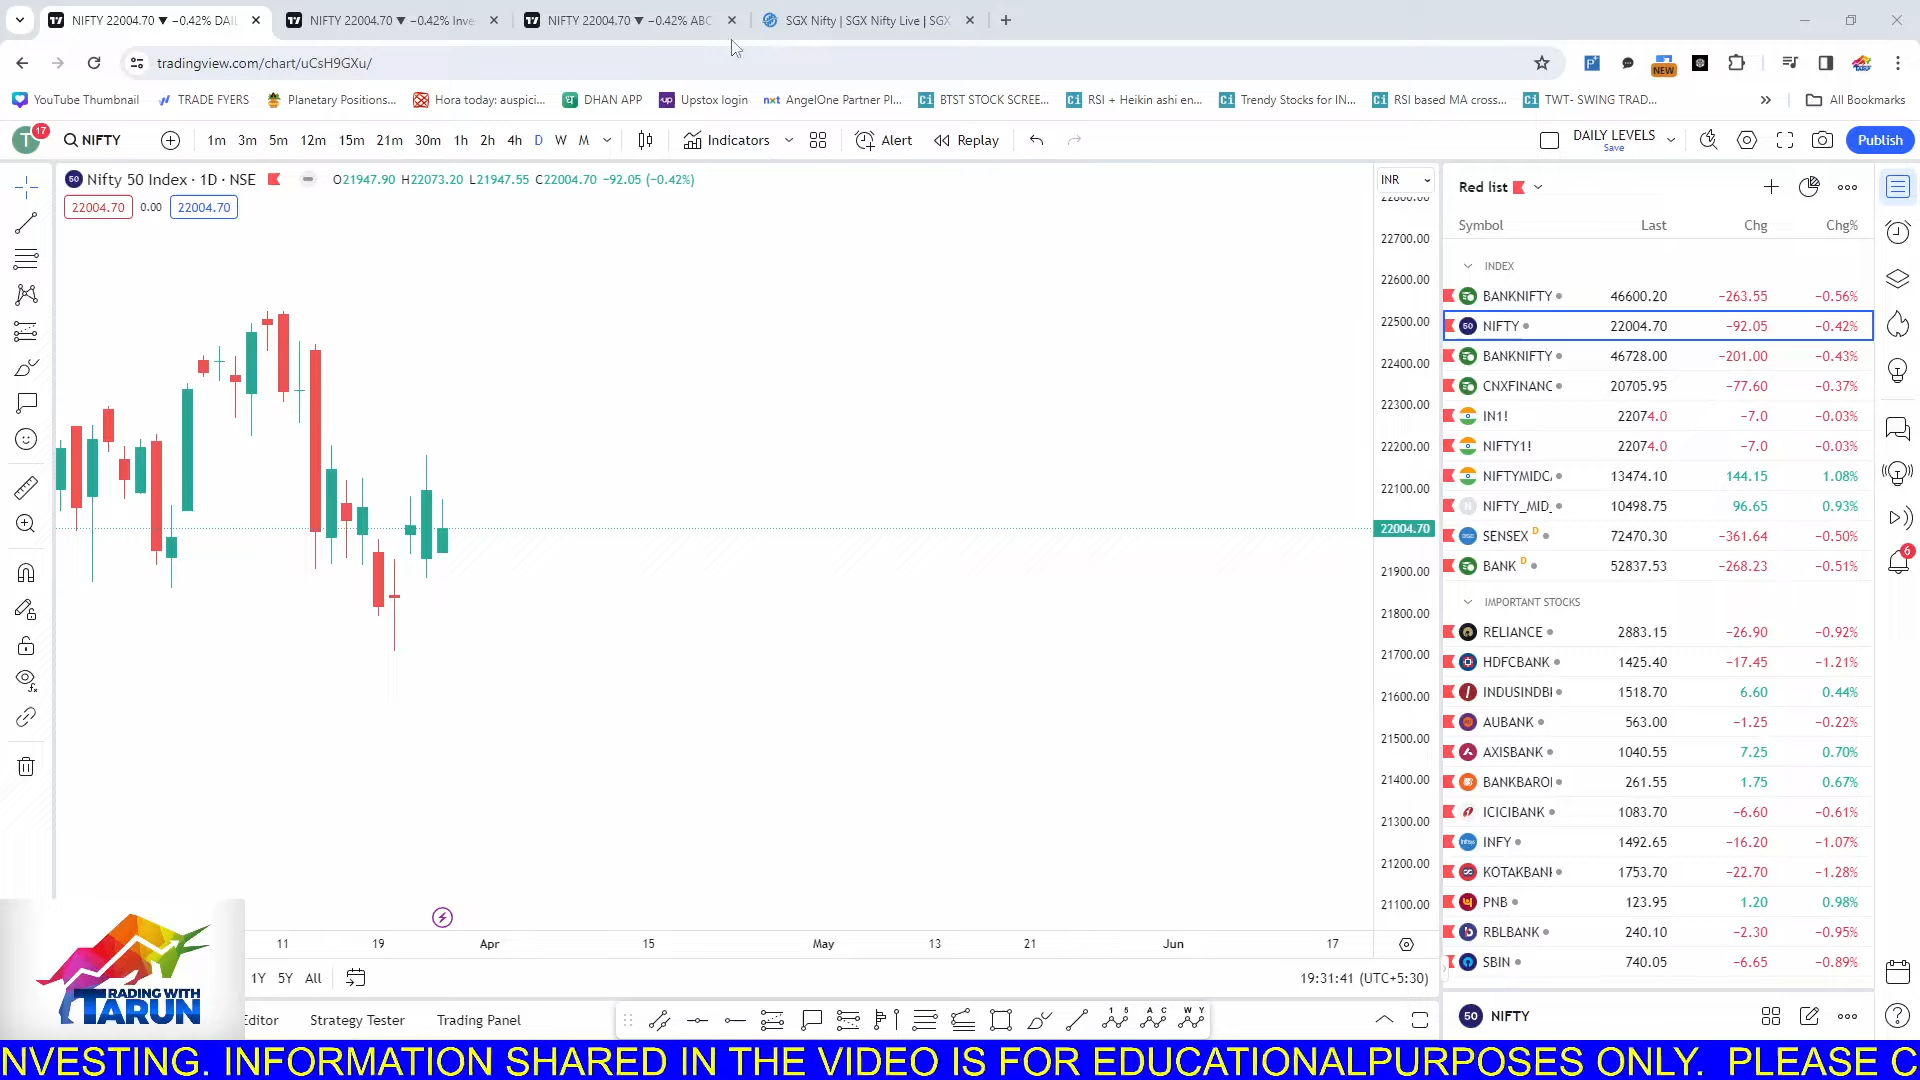 NIFTY 22004.70 ▼ −0.42% DAIL
NIFTY 22004.70 ▼ −0.42% Inve
NIFTY 22004.70 ▼ −0.42% ABC
SGX Nifty | SGX Nifty Live | SGX
tradingview.com/chart/uCsH9GXu/
NEW
YouTube Thumbnail
TRADE FYERS
Planetary Positions...
Hora today: auspici...
DHAN APP
Upstox login
AngelOne Partner Pl...
BTST STOCK SCREE...
RSI + Heikin ashi en...
Trendy Stocks for IN...
RSI based MA cross...
TWT- SWING TRAD...
All Bookmarks
T 17 NIFTY 1m 3m 5m 12m 15m 21m 30m 1h 2h 4h D W M Indicators Alert Replay DAILY LEVELS Publish
Save
50 Nifty 50 Index · 1D · NSE O21947.90 H22073.20 L21947.55 C22004.70 −92.05 (−0.42%)
22004.70 0.00 22004.70
INR
22800.00
22700.00
22600.00
22500.00
22400.00
22300.00
22200.00
22100.00
22004.70
21900.00
21800.00
21700.00
21600.00
21500.00
21400.00
21300.00
21200.00
21100.00
11 19 Apr 15 May 13 21 Jun 17
1Y 5Y All
19:31:41 (UTC+5:30)
Editor Strategy Tester Trading Panel
Red list
Symbol Last Chg Chg%
INDEX
BANKNIFTY 46600.20 −263.55 −0.56%
50 NIFTY 22004.70 −92.05 −0.42%
BANKNIFTY 46728.00 −201.00 −0.43%
CNXFINANC 20705.95 −77.60 −0.37%
IN1! 22074.0 −7.0 −0.03%
NIFTY1! 22074.0 −7.0 −0.03%
NIFTYMIDC 13474.10 144.15 1.08%
NIFTY_MID_ 10498.75 96.65 0.93%
SENSEX D 72470.30 −361.64 −0.50%
BANK D 52837.53 −268.23 −0.51%
IMPORTANT STOCKS
RELIANCE 2883.15 −26.90 −0.92%
HDFCBANK 1425.40 −17.45 −1.21%
INDUSINDBI 1518.70 6.60 0.44%
AUBANK 563.00 −1.25 −0.22%
AXISBANK 1040.55 7.25 0.70%
BANKBAROI 261.55 1.75 0.67%
ICICIBANK 1083.70 −6.60 −0.61%
INFY 1492.65 −16.20 −1.07%
KOTAKBANK 1753.70 −22.70 −1.28%
PNB 123.95 1.20 0.98%
RBLBANK 240.10 −2.30 −0.95%
SBIN 740.05 −6.65 −0.89%
50 NIFTY
6
TRADING WITH
TARUN
NVESTING. INFORMATION SHARED IN THE VIDEO IS FOR EDUCATIONALPURPOSES ONLY. PLEASE C